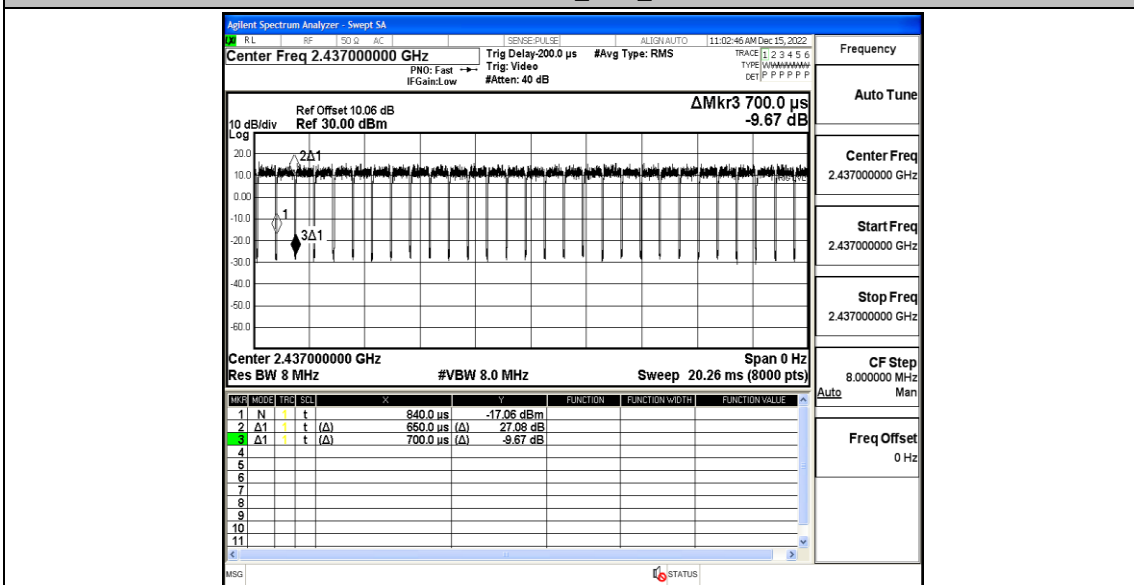 Agilent Spectrum Analyzer - Swept SA
RL RF 50 Ω AC SENSE:PULSE ALIGN AUTO 11:02:46 AM Dec 15, 2022
Center Freq 2.437000000 GHz
PNO: Fast
IFGain:Low
Trig Delay-200.0 µs
Trig: Video
#Atten: 40 dB
#Avg Type: RMS
TRACE 1 2 3 4 5 6
TYPE
DET P P P P P P
Frequency
Auto Tune
Center Freq
2.437000000 GHz
Start Freq
2.437000000 GHz
Stop Freq
2.437000000 GHz
CF Step
8.000000 MHz
Auto Man
Freq Offset
0 Hz
ΔMkr3 700.0 µs
-9.67 dB
Ref Offset 10.06 dB
10 dB/div Ref 30.00 dBm
Log
20.0
10.0
0.00
-10.0
-20.0
-30.0
-40.0
-50.0
-60.0
2Δ1
1
3Δ1
Center 2.437000000 GHz Span 0 Hz
Res BW 8 MHz #VBW 8.0 MHz Sweep 20.26 ms (8000 pts)
MKR MODE TRC SCL X Y FUNCTION FUNCTION WIDTH FUNCTION VALUE
1 N 1 t 840.0 µs -17.06 dBm
2 Δ1 1 t (Δ) 650.0 µs (Δ) 27.08 dB
3 Δ1 1 t (Δ) 700.0 µs (Δ) -9.67 dB
4
5
6
7
8
9
10
11
MSG STATUS